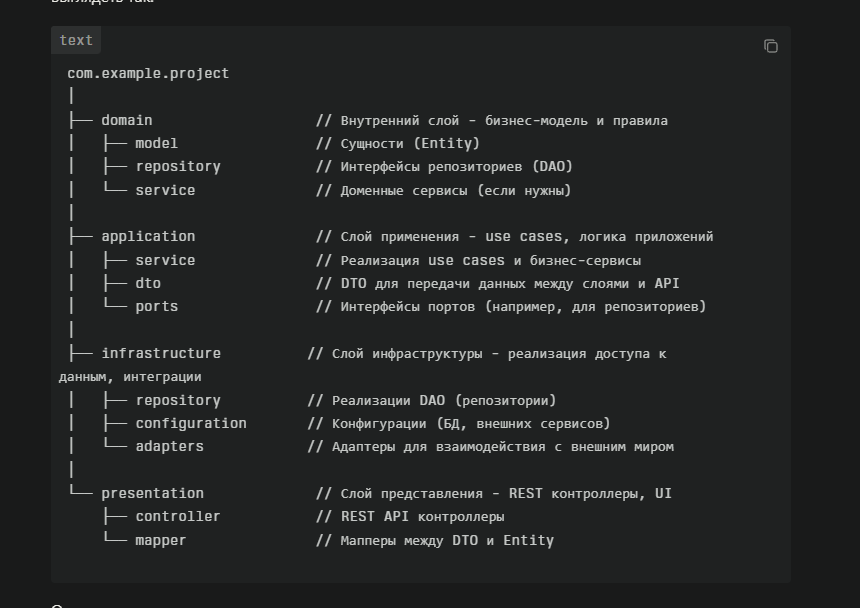 выглядеть так:
text
com.example.project
│
├── domain                   // Внутренний слой - бизнес-модель и правила
│   ├── model                // Сущности (Entity)
│   ├── repository           // Интерфейсы репозиториев (DAO)
│   └── service              // Доменные сервисы (если нужны)
│
├── application              // Слой применения - use cases, логика приложений
│   ├── service              // Реализация use cases и бизнес-сервисы
│   ├── dto                  // DTO для передачи данных между слоями и API
│   └── ports                // Интерфейсы портов (например, для репозиториев)
│
├── infrastructure          // Слой инфраструктуры - реализация доступа к
данным, интеграции
│   ├── repository          // Реализации DAO (репозитории)
│   ├── configuration       // Конфигурации (БД, внешних сервисов)
│   └── adapters            // Адаптеры для взаимодействия с внешним миром
│
└── presentation             // Слой представления - REST контроллеры, UI
    ├── controller           // REST API контроллеры
    └── mapper               // Мапперы между DTO и Entity